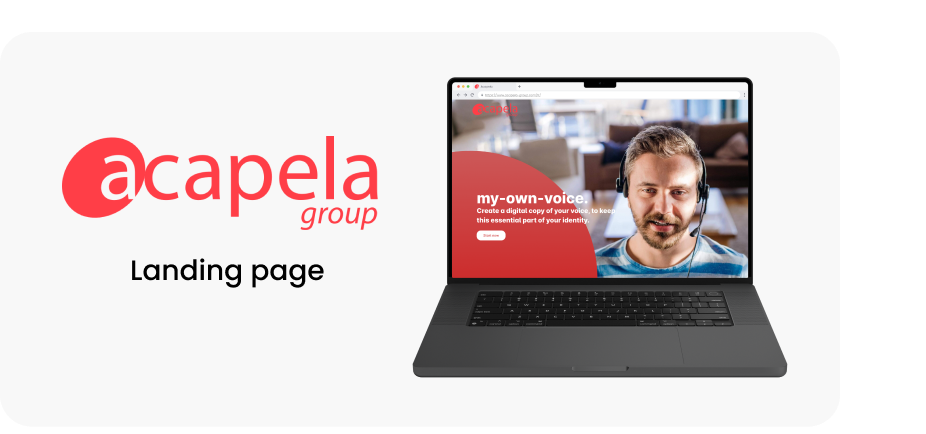 acapela
group
Landing page
acapela
my-own-voice.
Create a digital copy of your voice, to keep
this essential part of your identity.
Start now